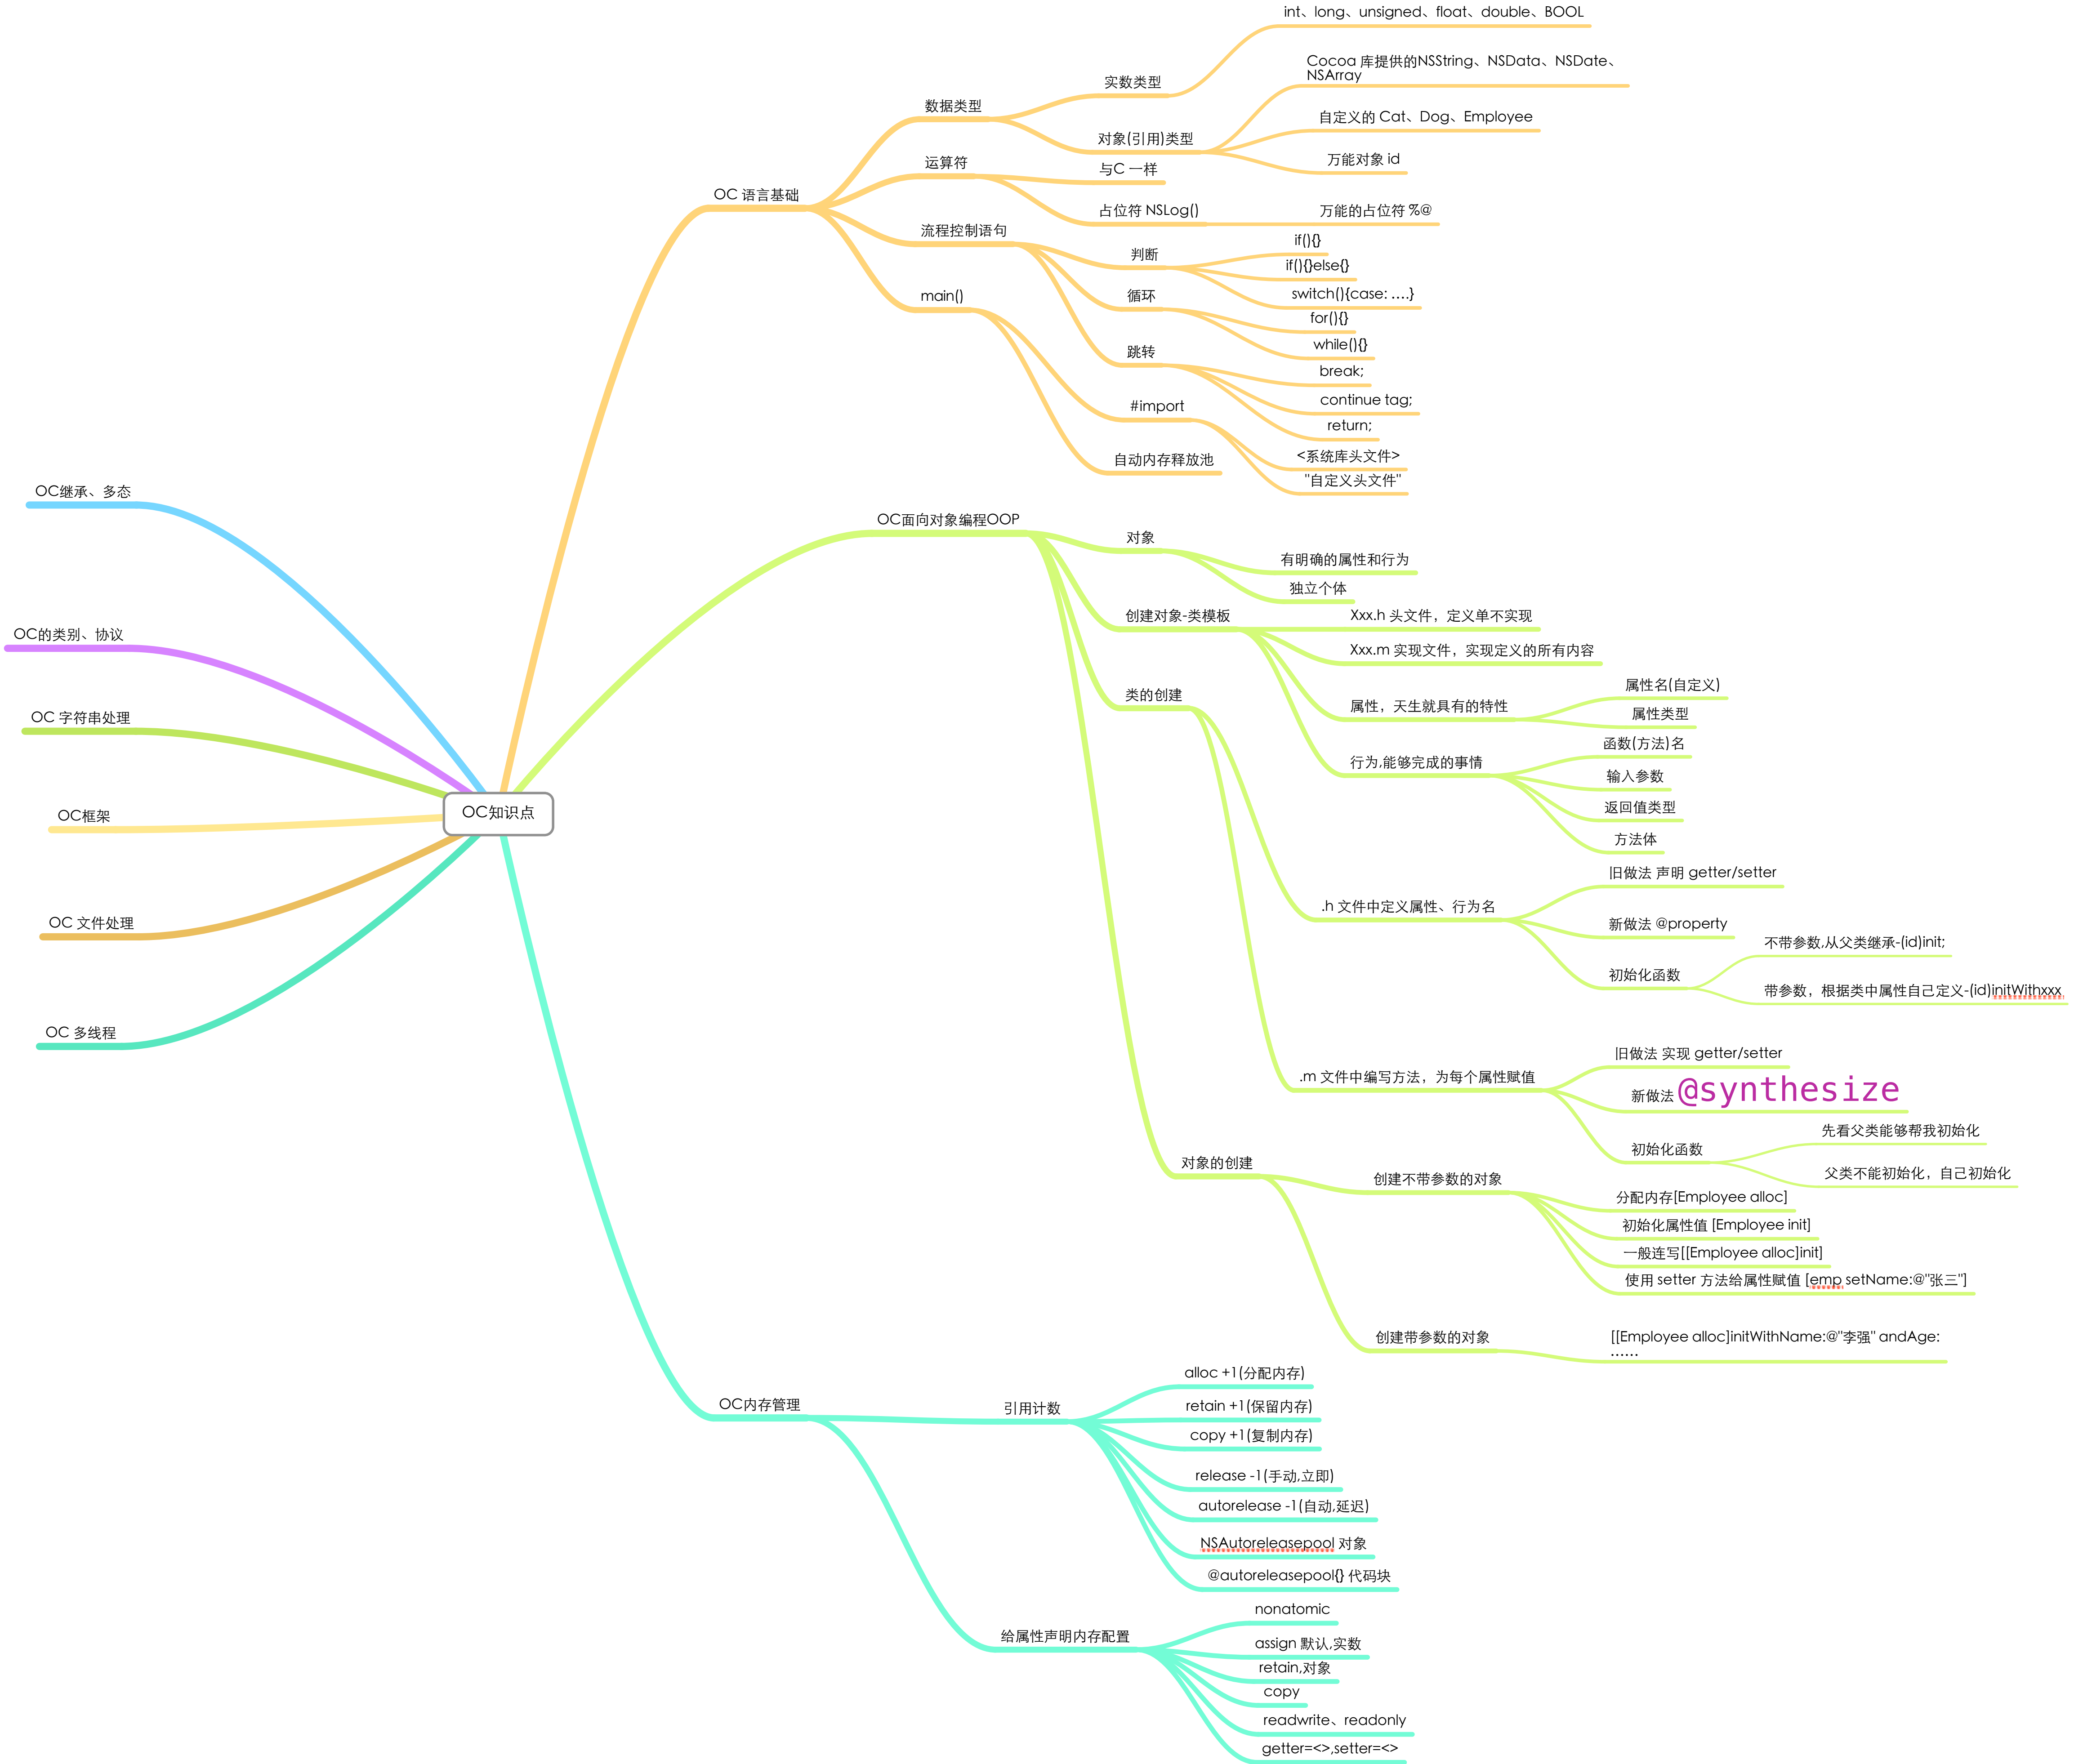 OC知识点
OC 语言基础
数据类型
实数类型
int、long、unsigned、float、double、BOOL
对象(引用)类型
Cocoa 库提供的NSString、NSData、NSDate、
NSArray
自定义的 Cat、Dog、Employee
万能对象 id
运算符
与C 一样
占位符 NSLog()
万能的占位符 %@
流程控制语句
判断
if(){}
if(){}else{}
switch(){case: ....}
循环
for(){}
while(){}
跳转
break;
continue tag;
return;
main()
#import
<系统库头文件>
"自定义头文件"
自动内存释放池
OC面向对象编程OOP
对象
有明确的属性和行为
独立个体
创建对象-类模板
Xxx.h 头文件，定义单不实现
Xxx.m 实现文件，实现定义的所有内容
属性，天生就具有的特性
属性名(自定义)
属性类型
行为,能够完成的事情
函数(方法)名
输入参数
返回值类型
方法体
类的创建
.h 文件中定义属性、行为名
旧做法 声明 getter/setter
新做法 @property
初始化函数
不带参数,从父类继承-(id)init;
带参数，根据类中属性自己定义-(id)initWithxxx
.m 文件中编写方法，为每个属性赋值
旧做法 实现 getter/setter
新做法 @synthesize
初始化函数
先看父类能够帮我初始化
父类不能初始化，自己初始化
对象的创建
创建不带参数的对象
分配内存[Employee alloc]
初始化属性值 [Employee init]
一般连写[[Employee alloc]init]
使用 setter 方法给属性赋值 [emp setName:@"张三"]
创建带参数的对象
[[Employee alloc]initWithName:@"李强" andAge:
……
OC内存管理
引用计数
alloc +1(分配内存)
retain +1(保留内存)
copy +1(复制内存)
release -1(手动,立即)
autorelease -1(自动,延迟)
NSAutoreleasepool 对象
@autoreleasepool{} 代码块
给属性声明内存配置
nonatomic
assign 默认,实数
retain,对象
copy
readwrite、readonly
getter=<>,setter=<>
OC继承、多态
OC的类别、协议
OC 字符串处理
OC框架
OC 文件处理
OC 多线程